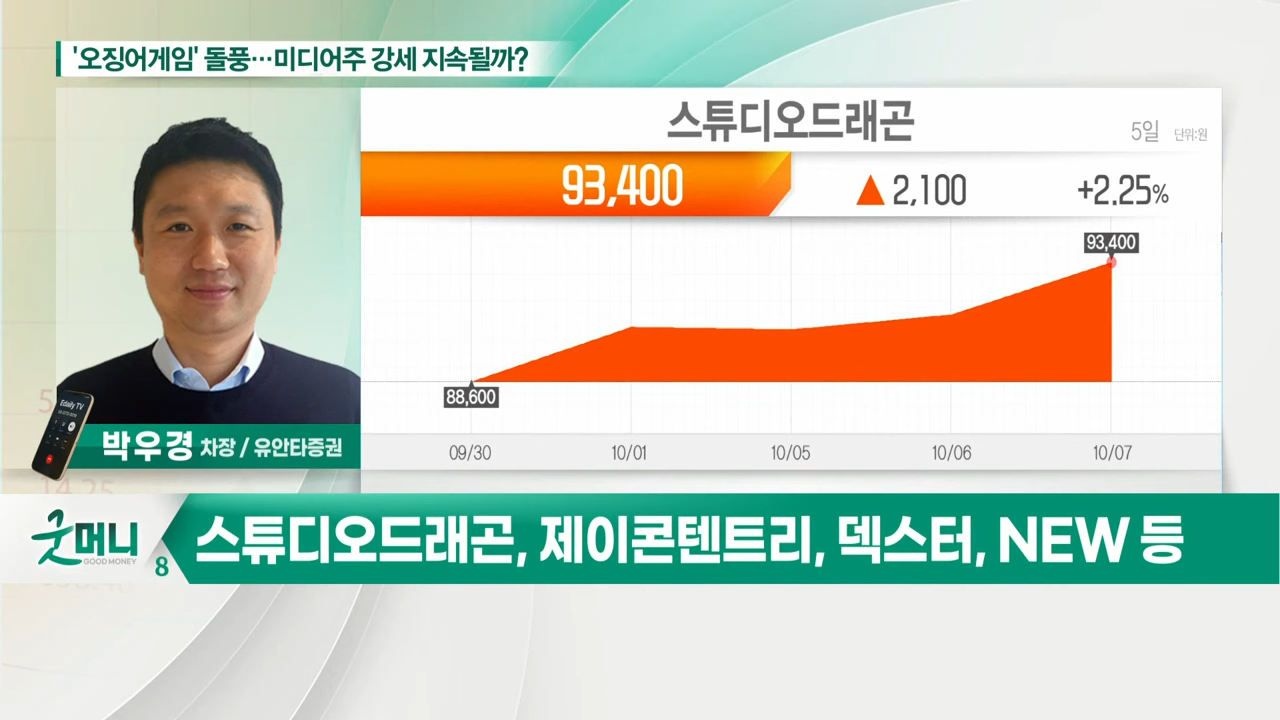 '오징어게임' 돌풍…미디어주 강세 지속될까?
스튜디오드래곤
5일 단위:원
93,400
▲ 2,100
+2.25%
93,400
88,600
09/30
10/01
10/05
10/06
10/07
Edaily TV
박우경 차장 / 유안타증권
14.25
굿머니
GOOD MONEY
8
스튜디오드래곤, 제이콘텐트리, 덱스터, NEW 등